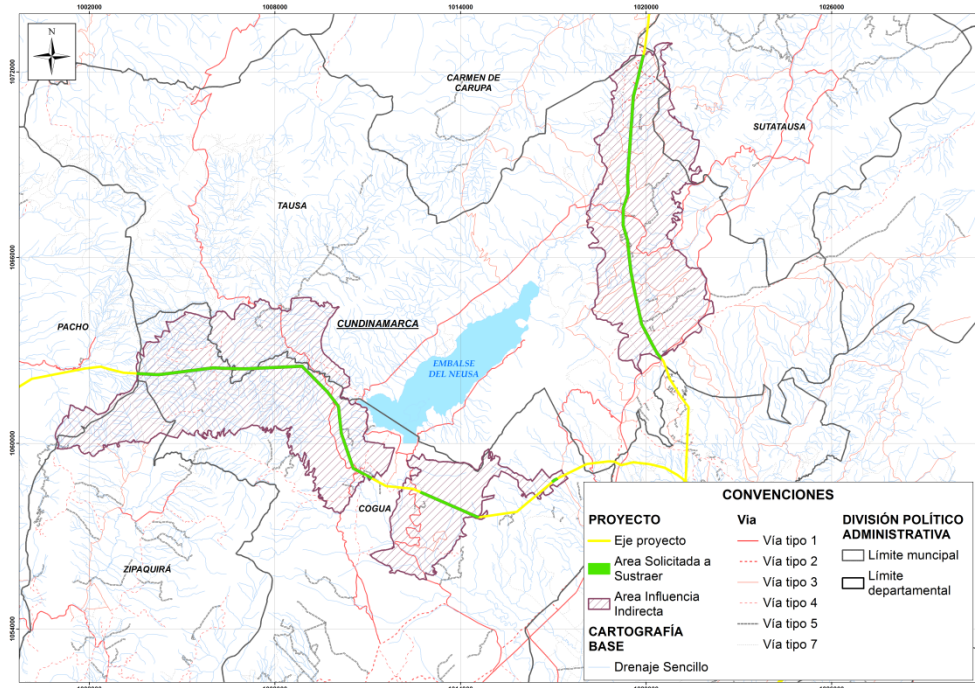 1002000
1008000
1014000
1020000
1026000
N
1072000
1066000
1060000
1054000
CARMEN DE
CARUPA
SUTATAUSA
TAUSA
PACHO
CUNDINAMARCA
EMBALSE
DEL NEUSA
COGUA
ZIPAQUIRÁ
CONVENCIONES
PROYECTO
Eje proyecto
Area Solicitada a
Sustraer
Area Influencia
Indirecta
CARTOGRAFÍA
BASE
Drenaje Sencillo
Via
Vía tipo 1
Vía tipo 2
Vía tipo 3
Vía tipo 4
Vía tipo 5
Vía tipo 7
DIVISIÓN POLÍTICO
ADMINISTRATIVA
Límite muncipal
Límite
departamental